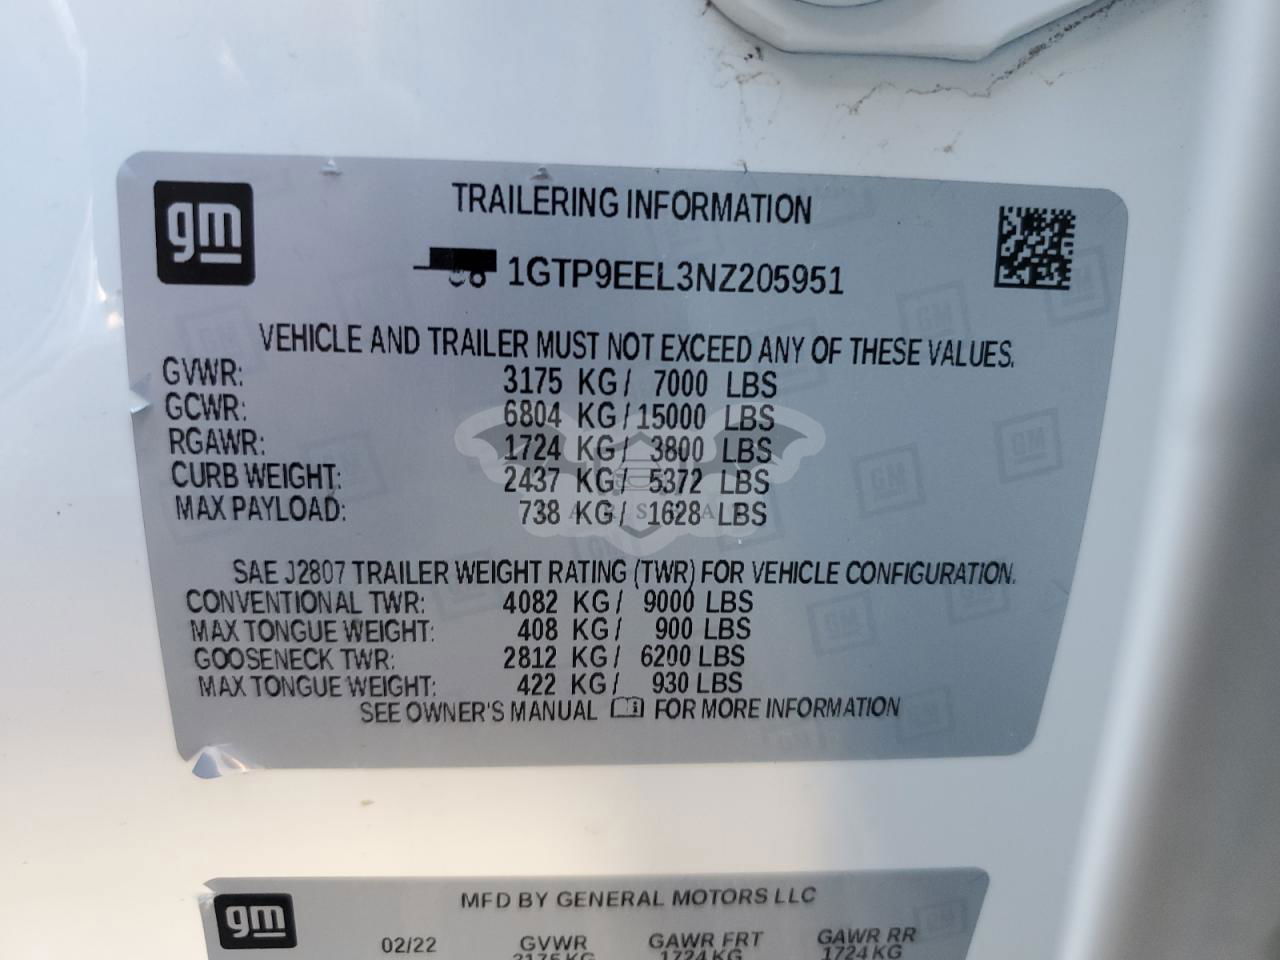 gm
TRAILERING INFORMATION
1GTP9EEL3NZ205951
VEHICLE AND TRAILER MUST NOT EXCEED ANY OF THESE VALUES.
GVWR: 3175 KG/ 7000 LBS
GCWR: 6804 KG/15000 LBS
RGAWR: 1724 KG/ 3800 LBS
CURB WEIGHT: 2437 KG/ 5372 LBS
MAX PAYLOAD: 738 KG/ 1628 LBS
SAE J2807 TRAILER WEIGHT RATING (TWR) FOR VEHICLE CONFIGURATION.
CONVENTIONAL TWR: 4082 KG/ 9000 LBS
MAX TONGUE WEIGHT: 408 KG/ 900 LBS
GOOSENECK TWR: 2812 KG/ 6200 LBS
MAX TONGUE WEIGHT: 422 KG/ 930 LBS
SEE OWNER'S MANUAL FOR MORE INFORMATION
gm
MFD BY GENERAL MOTORS LLC
02/22 GVWR GAWR FRT GAWR RR
3175KG 1724KG 1724KG